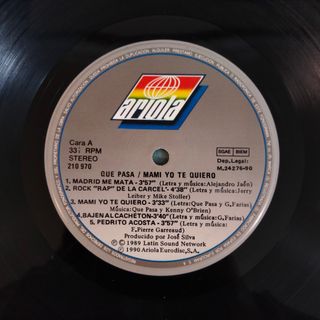 ariola
Cara A
33⅓ RPM
STEREO
210 970
SGAE BIEM
Dep. Legal:
M.24276-90
QUE PASA / MAMI YO TE QUIERO
1. MADRID ME MATA - 3'57" (Letra y música: Alejandro Jaén)
2. ROCK "RAP" DE LA CARCEL - 4'38" (Letra y música: Jerry
Leiber y Mike Stoller)
3. MAMI YO TE QUIERO - 3'33" (Letra: Que Pasa y G. Farias)
Música: Que Pasa y Kenny O'Brien)
4. BAJEN AL CACHETON-3'40" (Letra y música: G. Farias)
5. PEDRITO ACOSTA - 3'57" (Letra y música:
F. Pierre Garreaud)
Producido por José Silva
© 1989 Latin Sound Network
℗ 1990 Ariola Eurodisc, S.A.